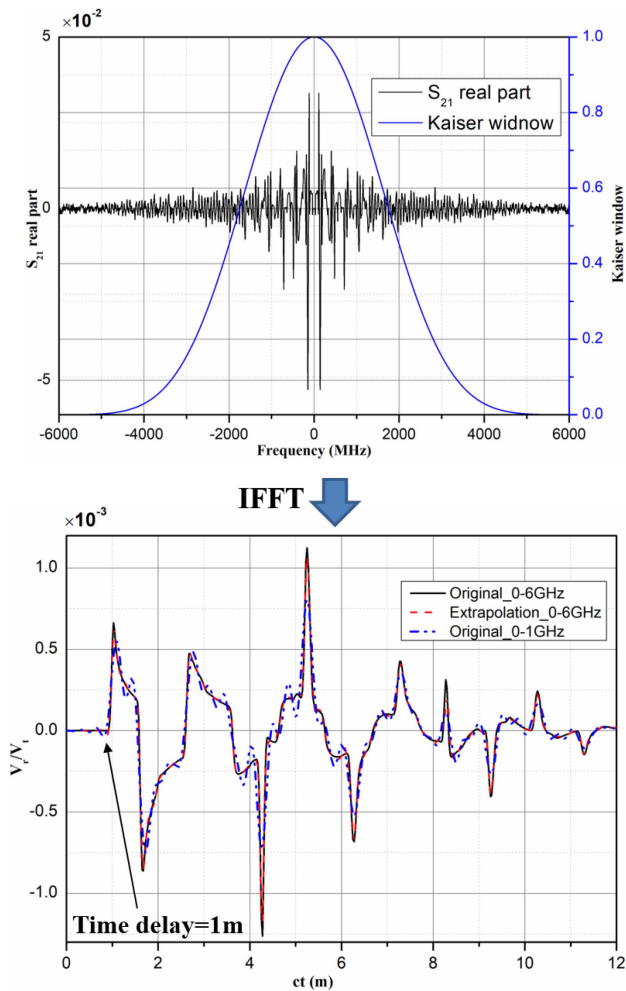 ×10⁻²
5
0
-5
S₂₁ real part
S₂₁ real part
Kaiser widnow
1.0
0.8
0.6
0.4
0.2
0.0
Kaiser window
-6000 -4000 -2000 0 2000 4000 6000
Frequency (MHz)
IFFT
×10⁻³
1.0
0.5
0.0
-0.5
-1.0
Vᵣ/Vₜ
Original_0-6GHz
Extrapolation_0-6GHz
Original_0-1GHz
Time delay=1m
0 2 4 6 8 10 12
ct (m)